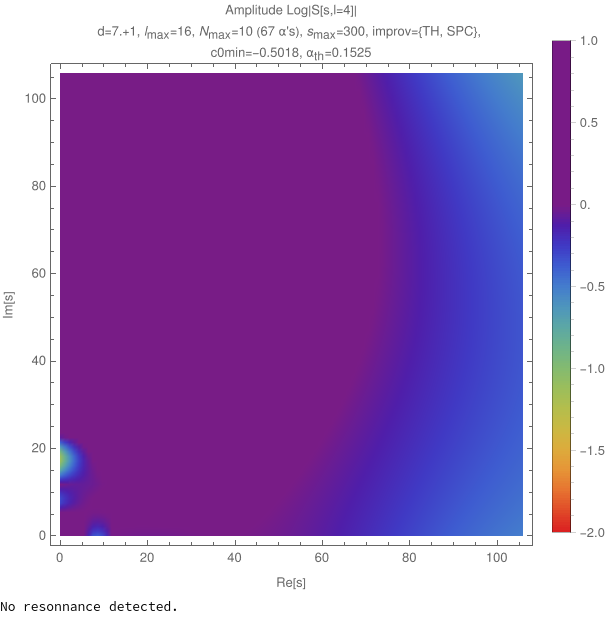 Amplitude Log|S[s,l=4]|
d=7.+1, lmax=16, Nmax=10 (67 α's), smax=300, improv={TH, SPC},
c0min=−0.5018, αth=0.1525
1.0
0.5
0.
−0.5
−1.0
−1.5
−2.0
100
80
60
40
20
0
Im[s]
0 20 40 60 80 100
Re[s]
No resonnance detected.